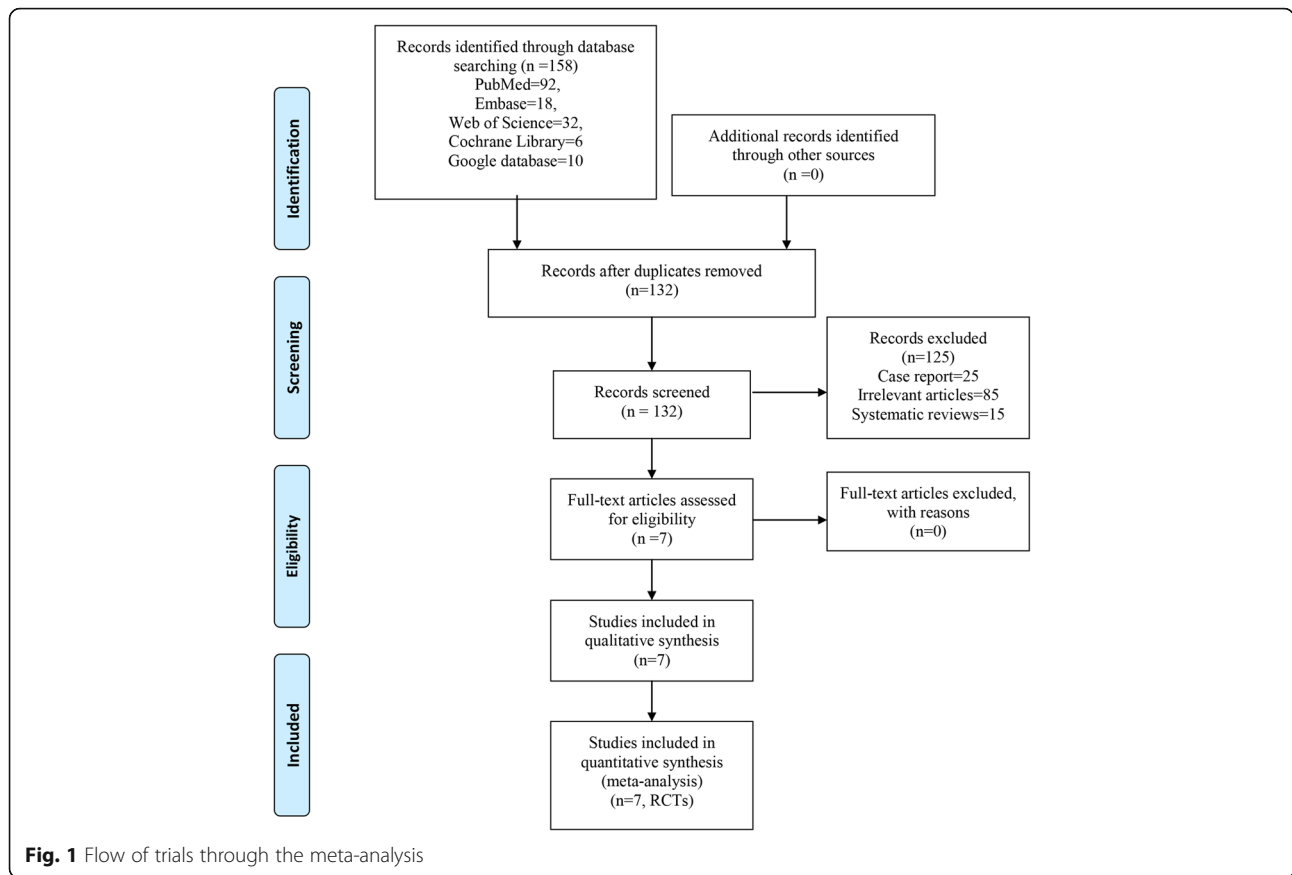 Records identified through database
searching (n =158)
PubMed=92,
Embase=18,
Web of Science=32,
Cochrane Library=6
Google database=10
Additional records identified
through other sources
(n =0)
Identification
Records after duplicates removed
(n=132)
Screening
Records screened
(n = 132)
Records excluded
(n=125)
Case report=25
Irrelevant articles=85
Systematic reviews=15
Eligibility
Full-text articles assessed
for eligibility
(n =7)
Full-text articles excluded,
with reasons
(n=0)
Studies included in
qualitative synthesis
(n=7)
Included
Studies included in
quantitative synthesis
(meta-analysis)
(n=7, RCTs)
Fig. 1 Flow of trials through the meta-analysis